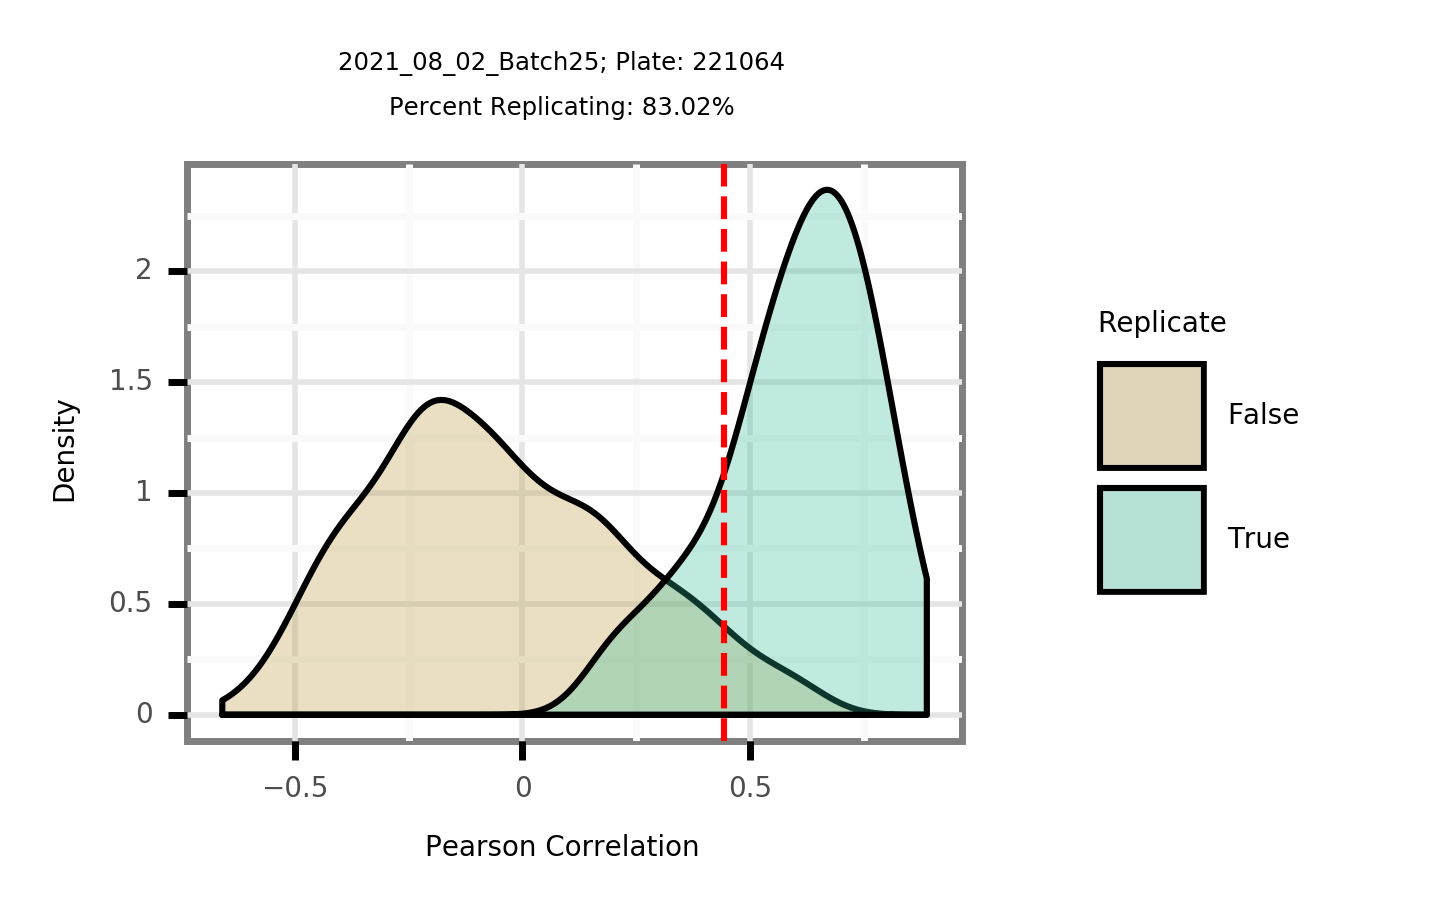 2021_08_02_Batch25; Plate: 221064
Percent Replicating: 83.02%
Density
2
1.5
1
0.5
0
−0.5
0
0.5
Pearson Correlation
Replicate
False
True